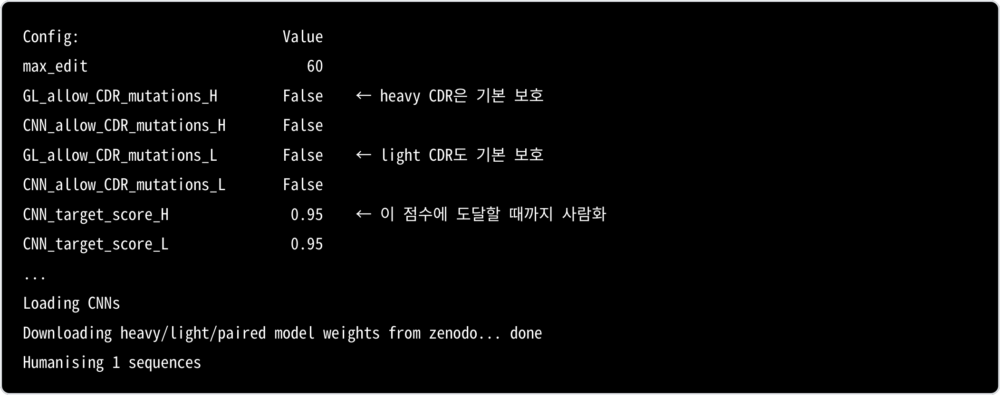 Config: Value
max_edit 60
GL_allow_CDR_mutations_H False ← heavy CDR은 기본 보호
CNN_allow_CDR_mutations_H False
GL_allow_CDR_mutations_L False ← light CDR도 기본 보호
CNN_allow_CDR_mutations_L False
CNN_target_score_H 0.95 ← 이 점수에 도달할 때까지 사람화
CNN_target_score_L 0.95
...
Loading CNNs
Downloading heavy/light/paired model weights from zenodo... done
Humanising 1 sequences